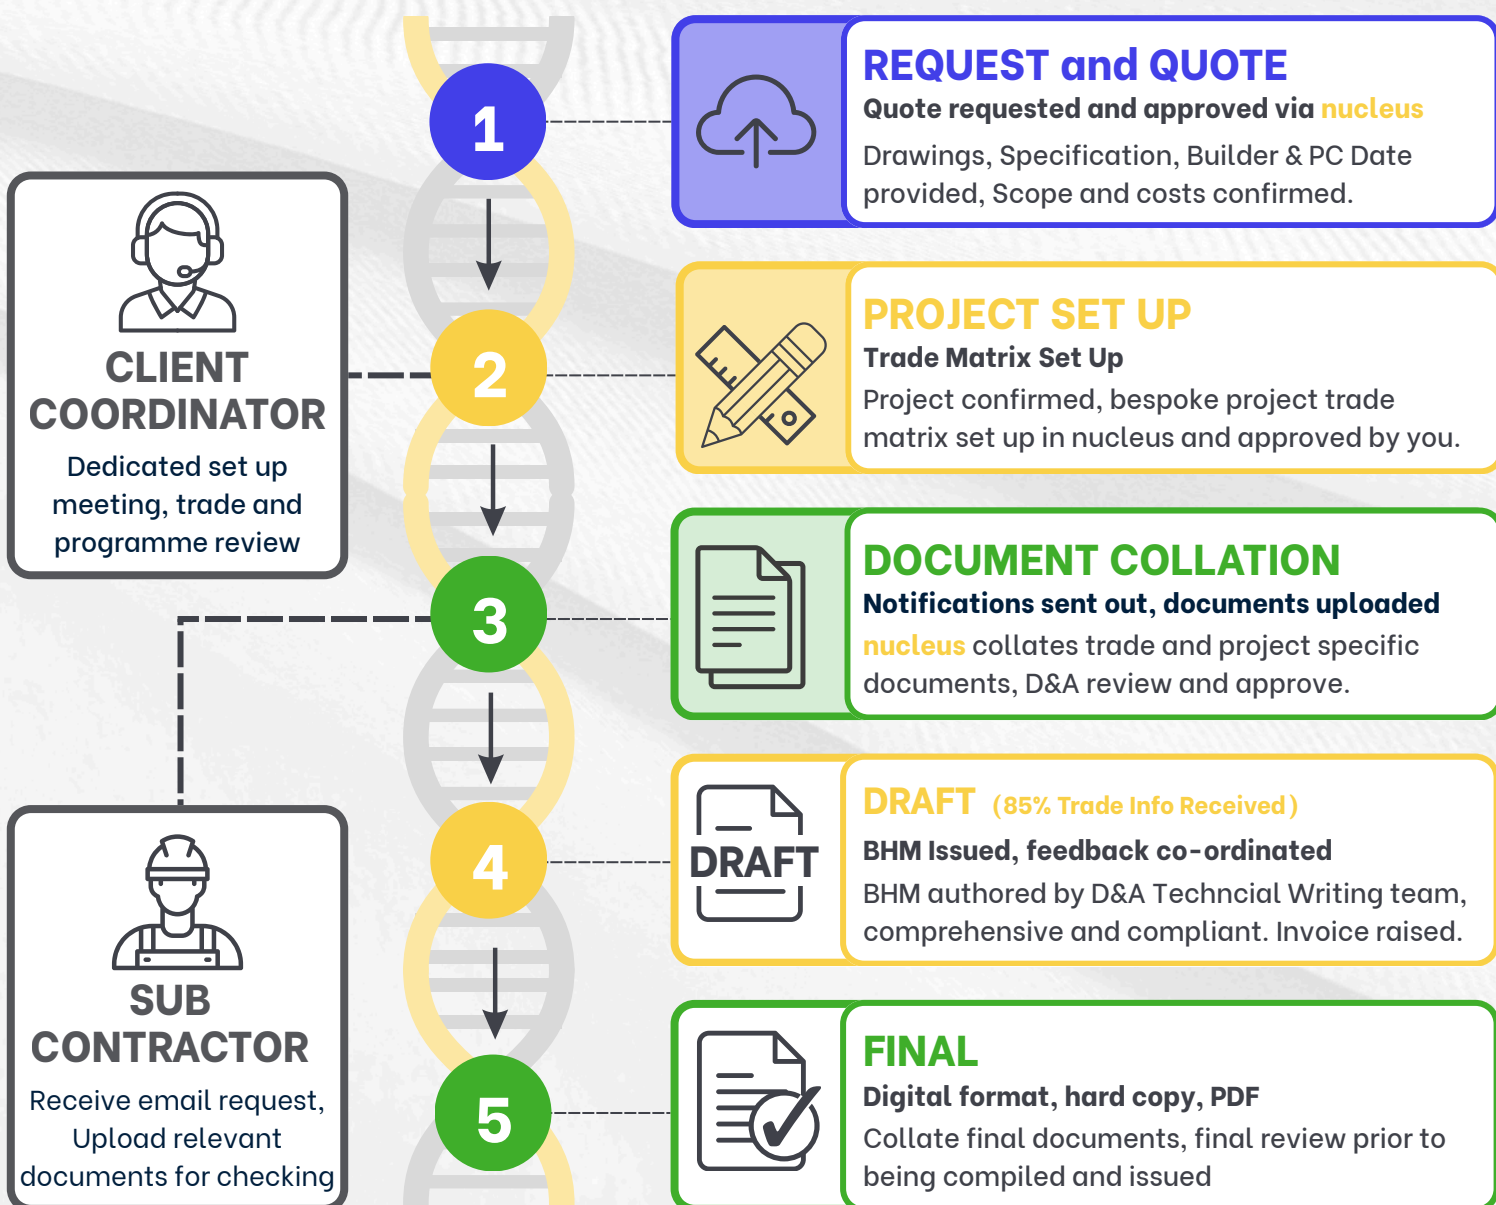 1
REQUEST and QUOTE
Quote requested and approved via nucleus
Drawings, Specification, Builder & PC Date
provided, Scope and costs confirmed.
CLIENT
COORDINATOR
Dedicated set up
meeting, trade and
programme review
2
PROJECT SET UP
Trade Matrix Set Up
Project confirmed, bespoke project trade
matrix set up in nucleus and approved by you.
3
DOCUMENT COLLATION
Notifications sent out, documents uploaded
nucleus collates trade and project specific
documents, D&A review and approve.
SUB
CONTRACTOR
Receive email request,
Upload relevant
documents for checking
4
DRAFT
DRAFT (85% Trade Info Received)
BHM Issued, feedback co-ordinated
BHM authored by D&A Techncial Writing team,
comprehensive and compliant. Invoice raised.
5
FINAL
Digital format, hard copy, PDF
Collate final documents, final review prior to
being compiled and issued